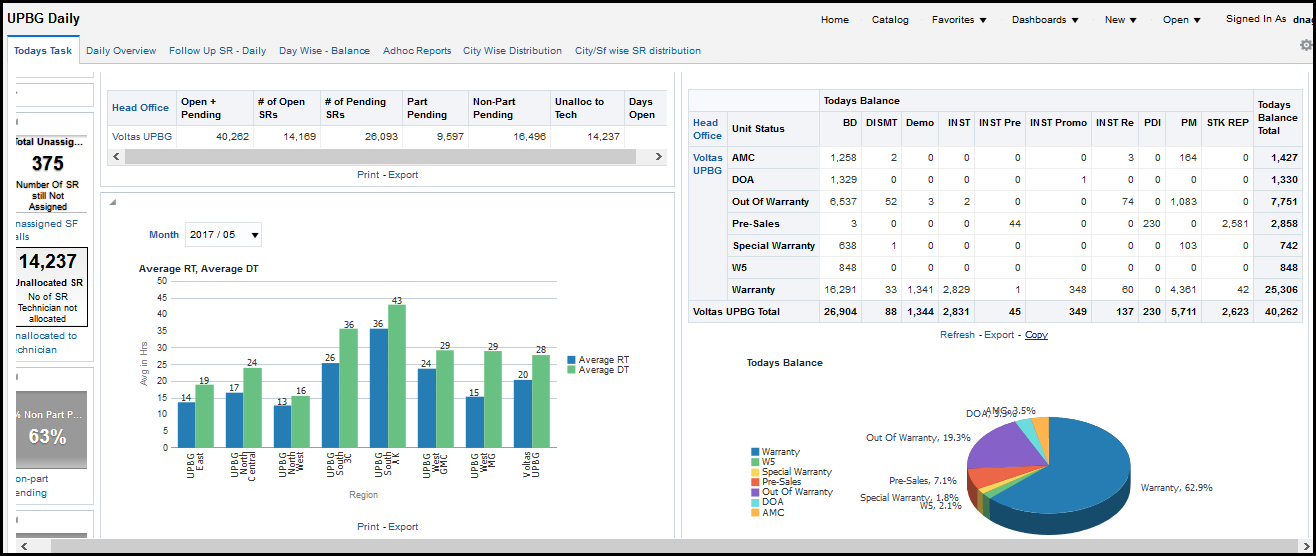 UPBG Daily
Home Catalog Favorites Dashboards New Open Signed In As dnag
Todays Task Daily Overview Follow Up SR - Daily Day Wise - Balance Adhoc Reports City Wise Distribution City/Sf wise SR distribution
Total Unassig...
375
Number Of SR
still Not
Assigned
nassigned SF
alls
14,237
Unallocated SR
No of SR
Technician not
allocated
nallocated to
echnician
% Non Part P...
63%
on-part
ending
Head Office Open + Pending # of Open SRs # of Pending SRs Part Pending Non-Part Pending Unalloc to Tech Days Open
Voltas UPBG 40,262 14,169 26,093 9,597 16,496 14,237
Print - Export
Month 2017 / 05
Average RT, Average DT
Avg in Hrs
50
45
40
35
30
25
20
15
10
5
0
14 19 17 24 13 16 26 36 36 43 24 29 15 29 20 28
UPBG East
UPBG North Central
UPBG North West
UPBG South SC
UPBG South AK
UPBG West GMC
UPBG West MG
Voltas UPBG
Region
Average RT
Average DT
Print - Export
Todays Balance Todays Balance Total
Head Office Unit Status BD DISMT Demo INST INST Pre INST Promo INST Re PDI PM STK REP
Voltas UPBG AMC 1,258 2 0 0 0 0 3 0 164 0 1,427
DOA 1,329 0 0 0 0 1 0 0 0 0 1,330
Out Of Warranty 6,537 52 3 2 0 0 74 0 1,083 0 7,751
Pre-Sales 3 0 0 0 44 0 0 230 0 2,581 2,858
Special Warranty 638 1 0 0 0 0 0 0 103 0 742
W5 848 0 0 0 0 0 0 0 0 0 848
Warranty 16,291 33 1,341 2,829 1 348 60 0 4,361 42 25,306
Voltas UPBG Total 26,904 88 1,344 2,831 45 349 137 230 5,711 2,623 40,262
Refresh - Export - Copy
Todays Balance
Warranty
W5
Special Warranty
Pre-Sales
Out Of Warranty
DOA
AMC
AMC, 3.5%
DOA, 3.3%
Out Of Warranty, 19.3%
Pre-Sales, 7.1%
Special Warranty, 1.8%
W5, 2.1%
Warranty, 62.9%